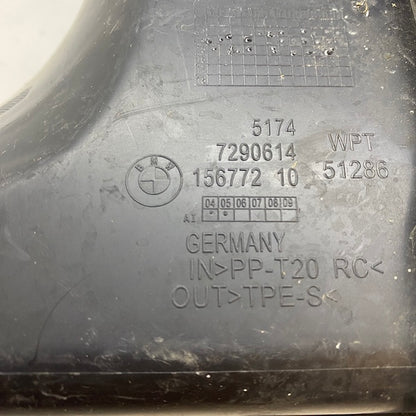 5174
7290614
156772 10
WPT
51286
BMW
04 05 06 07 08 09
AI
GERMANY
IN>PP-T20 RC<
OUT>TPE-S<